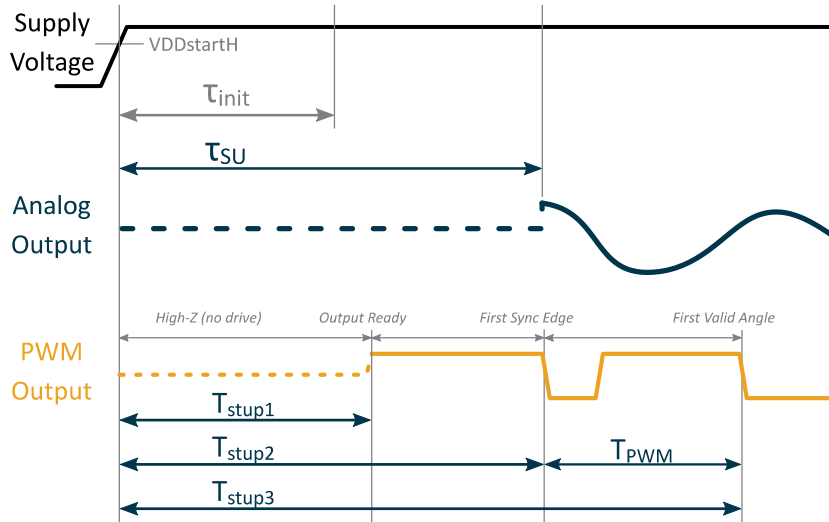 Supply
Voltage
VDDstartH
τinit
τSU
Analog
Output
High-Z (no drive)
Output Ready
First Sync Edge
First Valid Angle
PWM
Output
Tstup1
Tstup2
TPWM
Tstup3